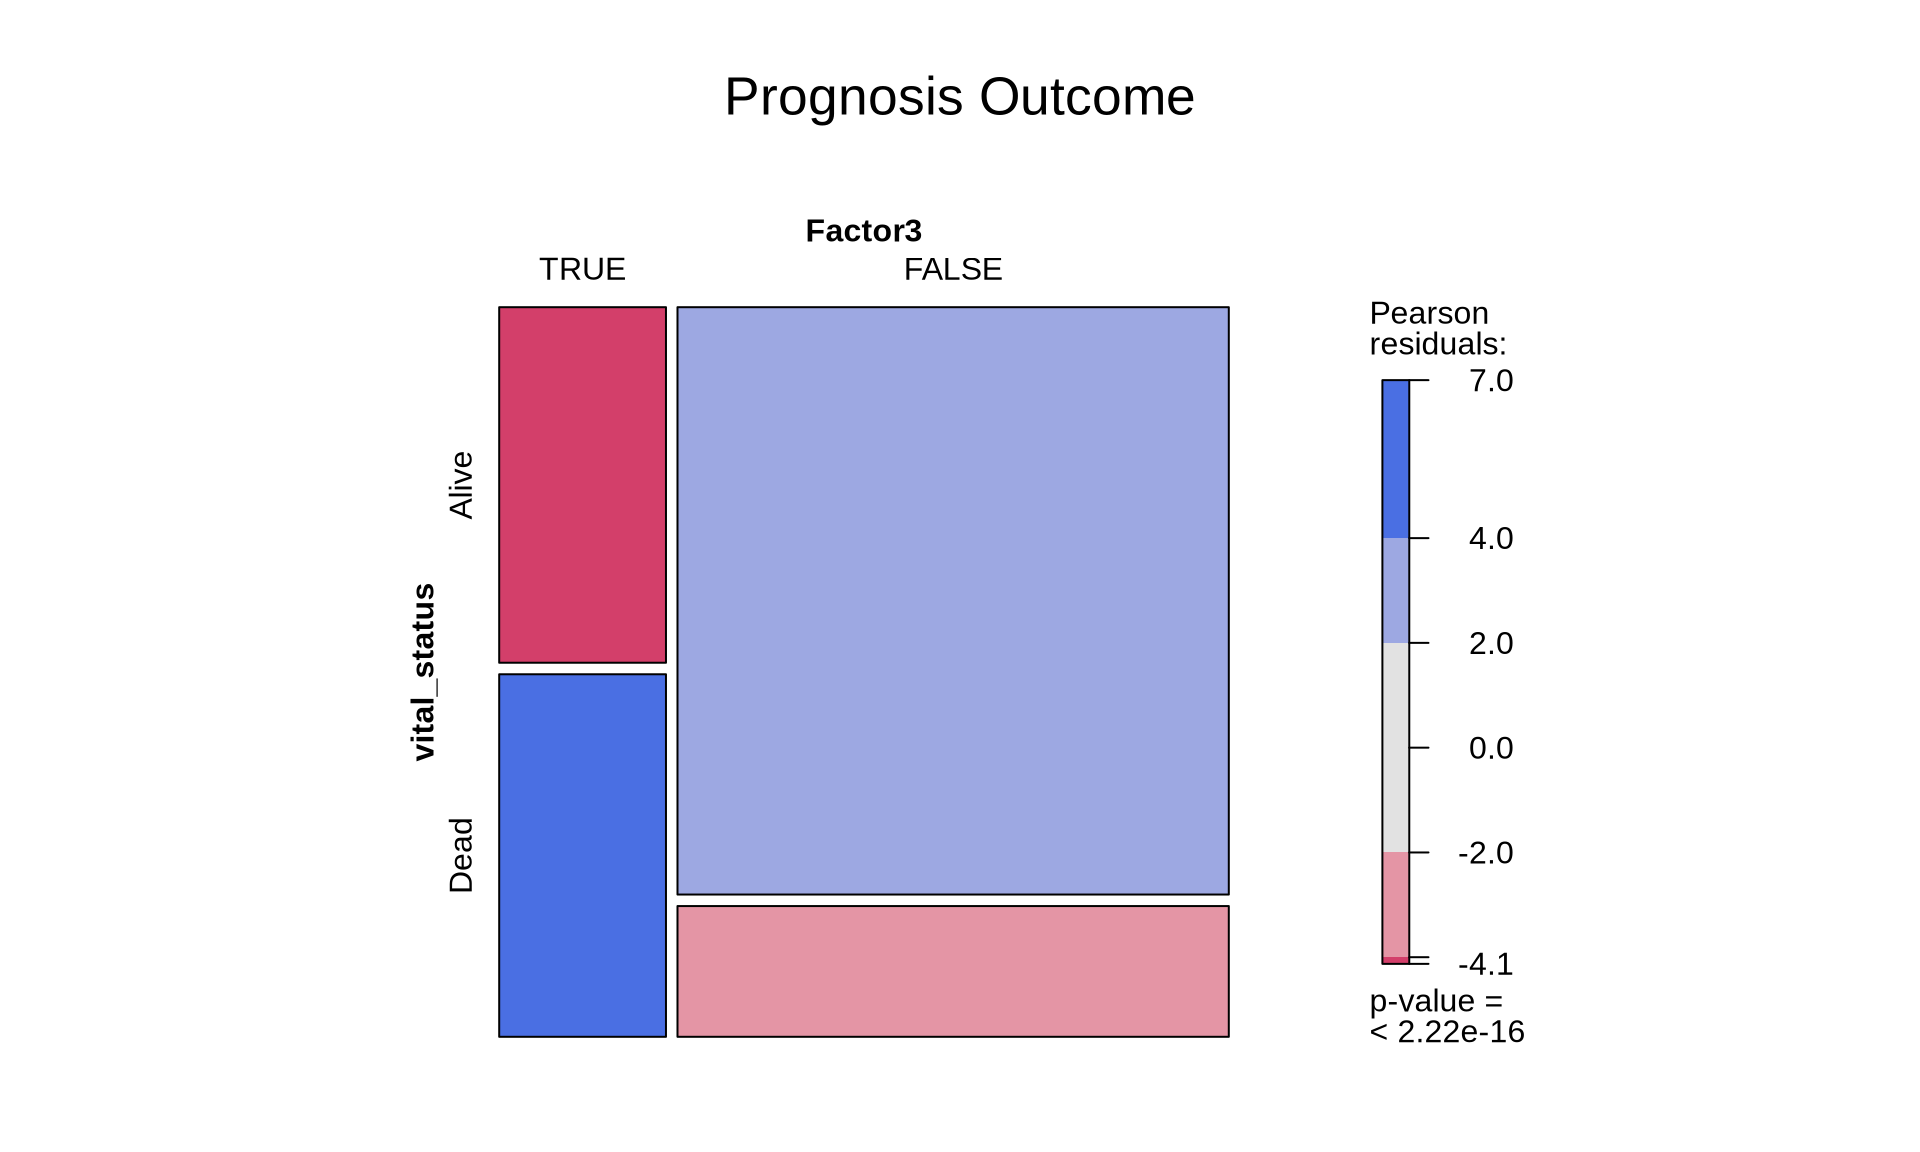 Prognosis Outcome
Factor3
TRUE FALSE
vital_status
Alive
Dead
Pearson
residuals:
7.0
4.0
2.0
0.0
-2.0
-4.1
p-value =
< 2.22e-16